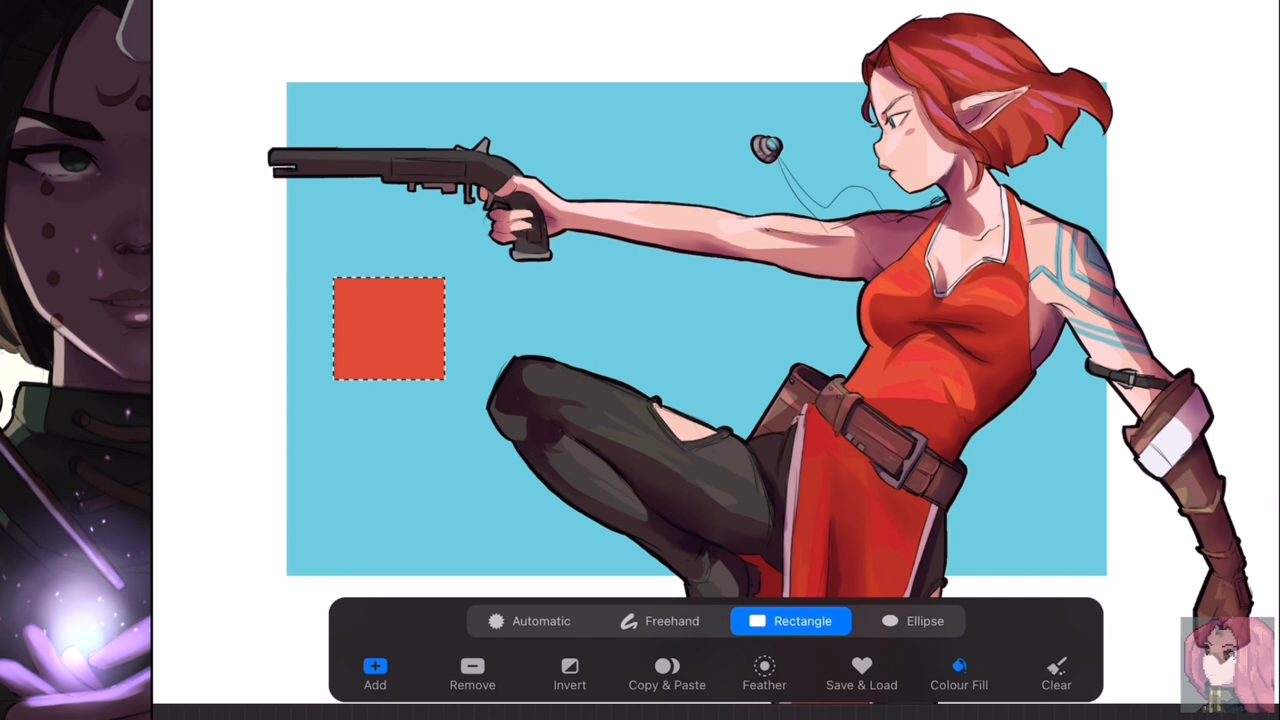 Automatic Freehand Rectangle Ellipse
Add Remove Invert Copy & Paste Feather Save & Load Colour Fill Clear